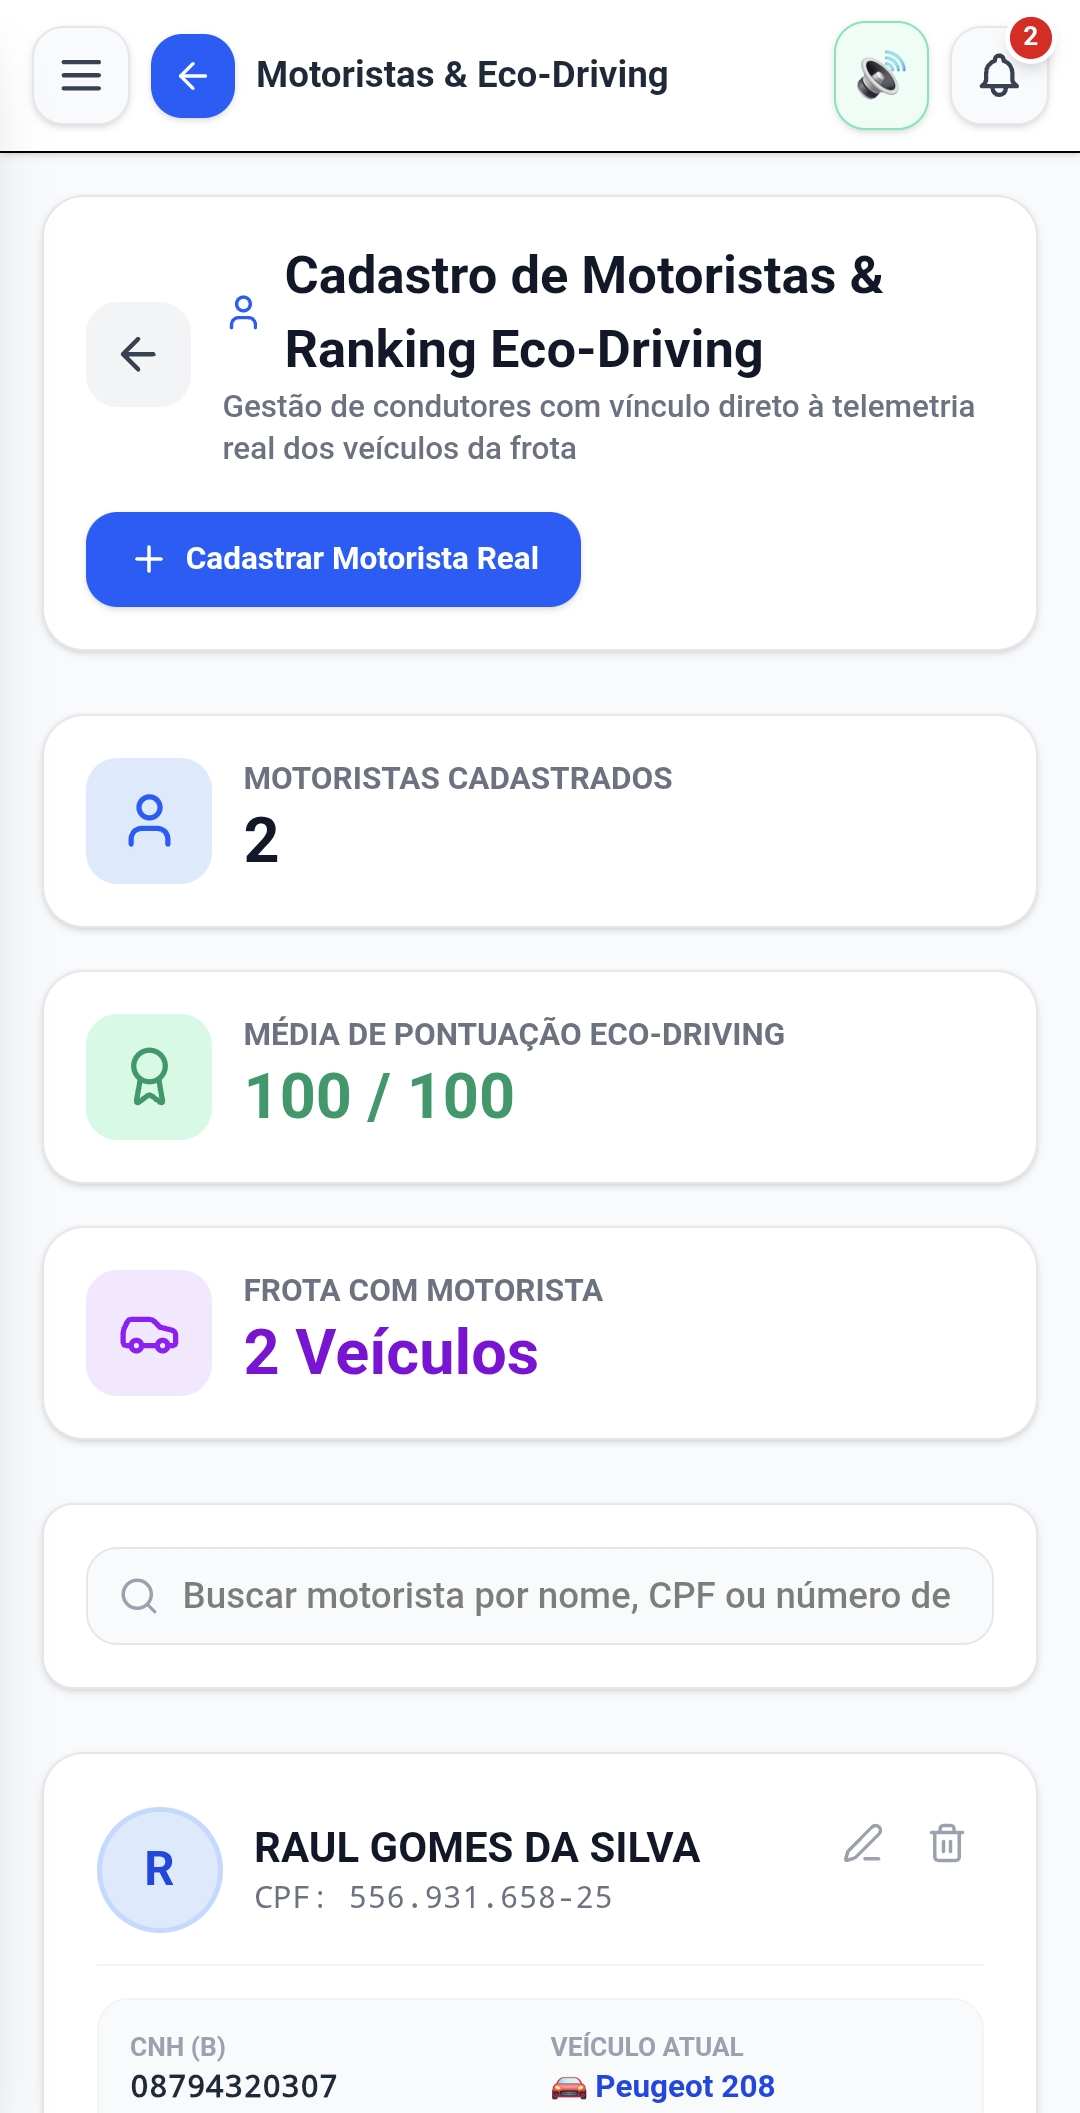 Motoristas & Eco-Driving
2
Cadastro de Motoristas &
Ranking Eco-Driving
Gestão de condutores com vínculo direto à telemetria
real dos veículos da frota
Cadastrar Motorista Real
MOTORISTAS CADASTRADOS
2
MÉDIA DE PONTUAÇÃO ECO-DRIVING
100 / 100
FROTA COM MOTORISTA
2 Veículos
Buscar motorista por nome, CPF ou número de
R
RAUL GOMES DA SILVA
CPF: 556.931.658-25
CNH (B)
08794320307
VEÍCULO ATUAL
🚗 Peugeot 208